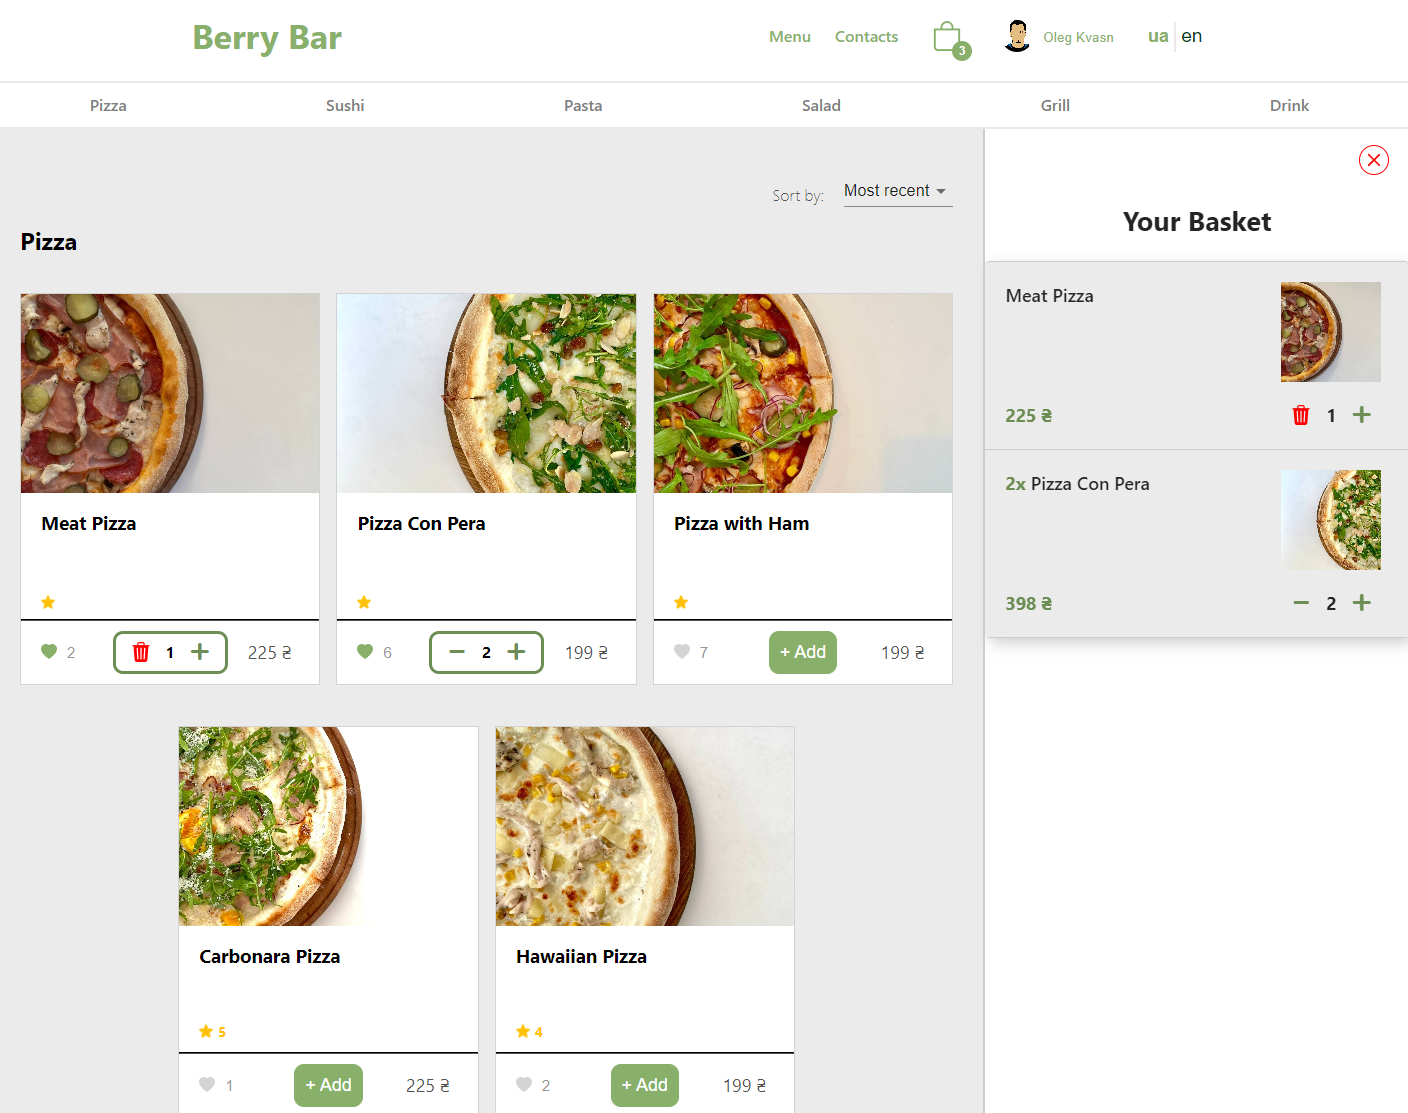 Berry Bar
Menu
Contacts
3
Oleg Kvasn
ua
en
Pizza
Sushi
Pasta
Salad
Grill
Drink
Sort by:
Most recent
Pizza
Meat Pizza
2
1
225 ₴
Pizza Con Pera
6
2
199 ₴
Pizza with Ham
7
+ Add
199 ₴
Carbonara Pizza
5
1
+ Add
225 ₴
Hawaiian Pizza
4
2
+ Add
199 ₴
Your Basket
Meat Pizza
225 ₴
1
2x Pizza Con Pera
398 ₴
2